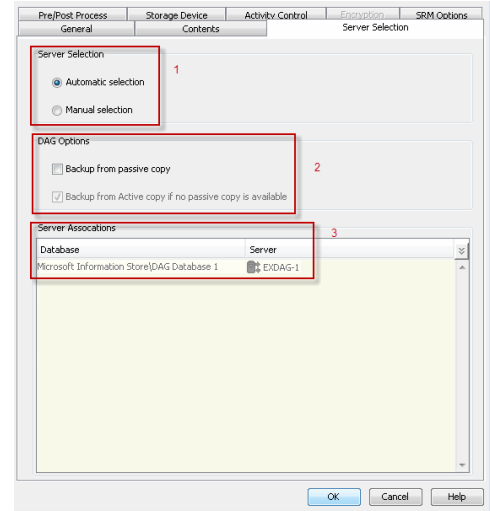 Pre/Post Process Storage Device Activity Control Encryption SRM Options
General Contents Server Selection
Server Selection
1
Automatic selection
Manual selection
DAG Options
Backup from passive copy
2
Backup from Active copy if no passive copy is available
Server Assocations
3
Database Server
Microsoft Information Store\DAG Database 1 EXDAG-1
OK Cancel Help